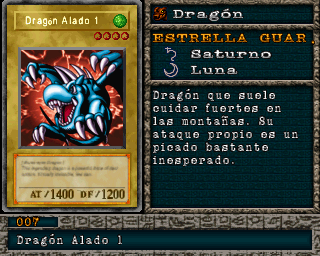 Dragón Alado 1
AT/1400 DF/1200
Dragón
ESTRELLA GUAR.
Saturno
Luna
Dragón que suele
cuidar fuertes en
las montañas. Su
ataque propio es un
picado bastante
inesperado.
007
Dragón Alado 1